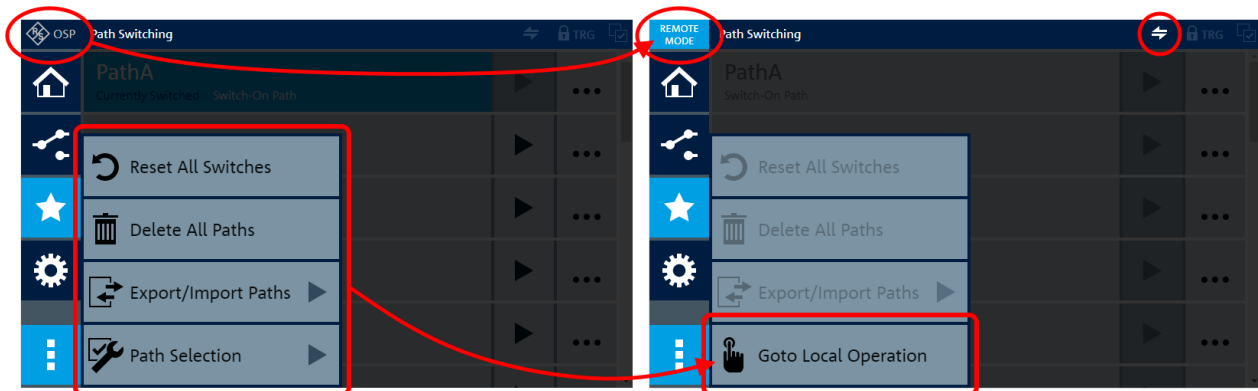 R&S OSP Path Switching TRG
PathA
Currently Switched Switch-On Path
Reset All Switches
Delete All Paths
Export/Import Paths
Path Selection
REMOTE
MODE
Path Switching TRG
PathA
Switch-On Path
Reset All Switches
Delete All Paths
Export/Import Paths
Goto Local Operation